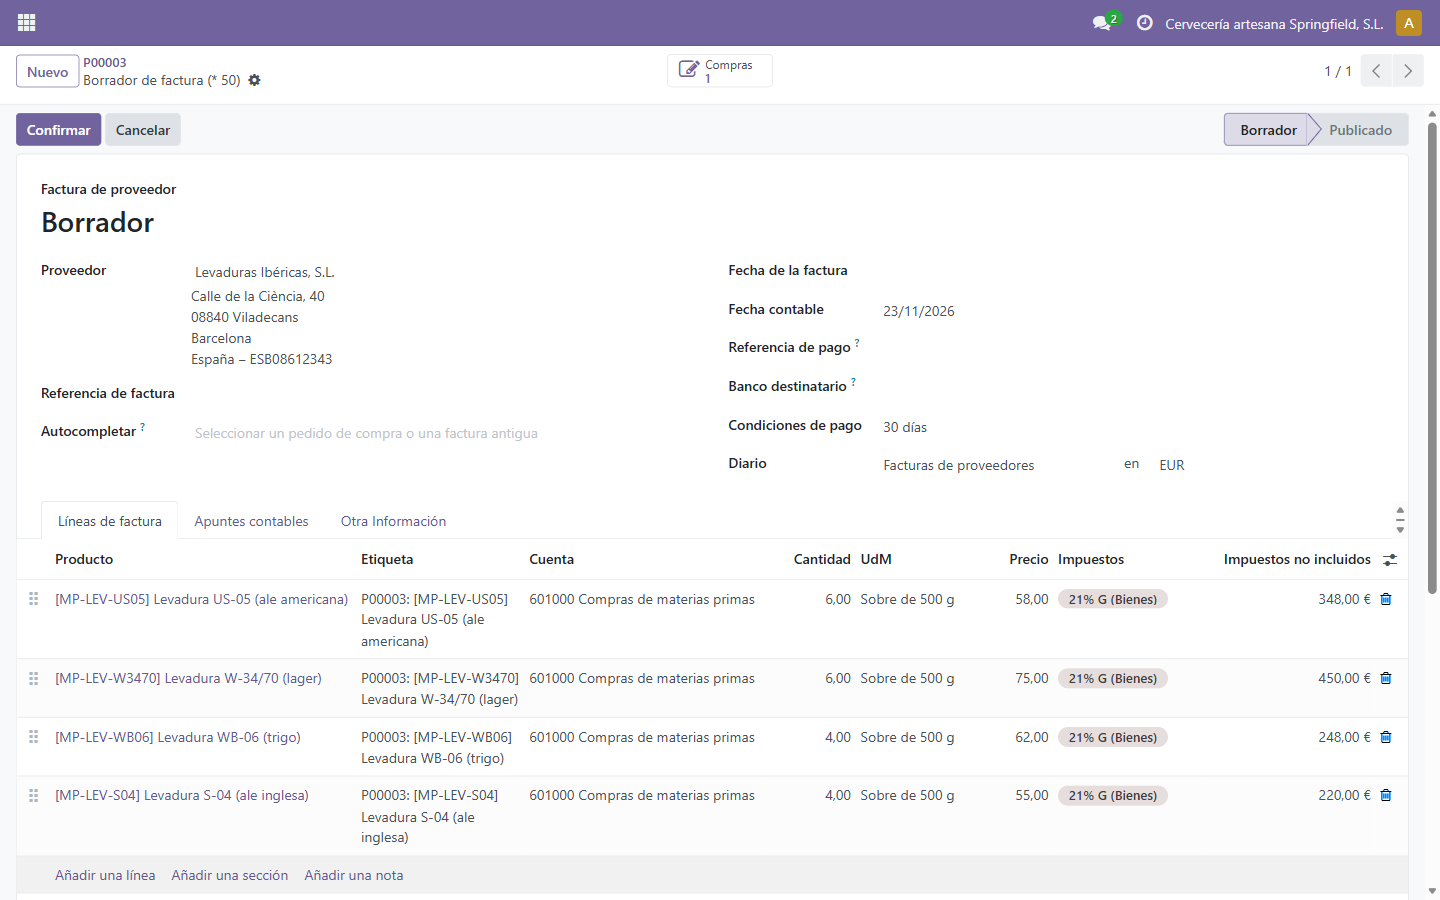 2
Cervecería artesana Springfield, S.L.
A
Nuevo
P00003
Borrador de factura (* 50)
Compras
1
1 / 1
Confirmar
Cancelar
Borrador
Publicado
Factura de proveedor
Borrador
Proveedor
Levaduras Ibéricas, S.L.
Calle de la Ciència, 40
08840 Viladecans
Barcelona
España – ESB08612343
Referencia de factura
Autocompletar ?
Seleccionar un pedido de compra o una factura antigua
Fecha de la factura
Fecha contable
23/11/2026
Referencia de pago ?
Banco destinatario ?
Condiciones de pago
30 días
Diario
Facturas de proveedores
en
EUR
Líneas de factura
Apuntes contables
Otra Información
Producto
Etiqueta
Cuenta
Cantidad
UdM
Precio
Impuestos
Impuestos no incluidos
[MP-LEV-US05] Levadura US-05 (ale americana)
P00003: [MP-LEV-US05]
Levadura US-05 (ale
americana)
601000 Compras de materias primas
6,00
Sobre de 500 g
58,00
21% G (Bienes)
348,00 €
[MP-LEV-W3470] Levadura W-34/70 (lager)
P00003: [MP-LEV-W3470]
Levadura W-34/70 (lager)
601000 Compras de materias primas
6,00
Sobre de 500 g
75,00
21% G (Bienes)
450,00 €
[MP-LEV-WB06] Levadura WB-06 (trigo)
P00003: [MP-LEV-WB06]
Levadura WB-06 (trigo)
601000 Compras de materias primas
4,00
Sobre de 500 g
62,00
21% G (Bienes)
248,00 €
[MP-LEV-S04] Levadura S-04 (ale inglesa)
P00003: [MP-LEV-S04]
Levadura S-04 (ale
inglesa)
601000 Compras de materias primas
4,00
Sobre de 500 g
55,00
21% G (Bienes)
220,00 €
Añadir una línea
Añadir una sección
Añadir una nota